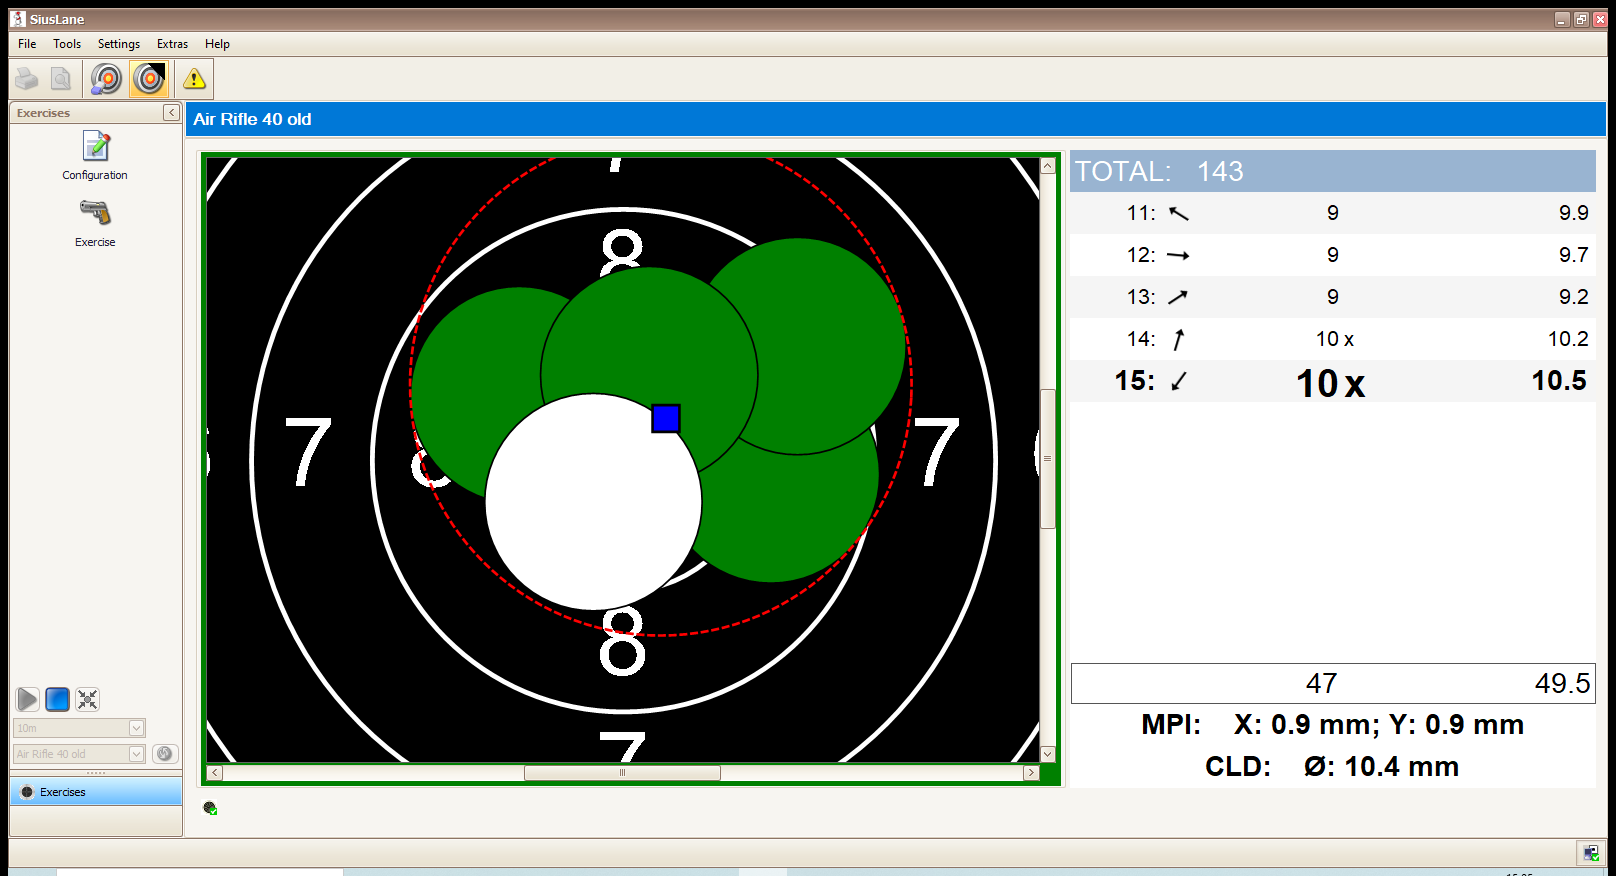 SiusLane
File Tools Settings Extras Help
Exercises
Configuration
Exercise
10m
Air Rifle 40 old
Exercises
Air Rifle 40 old
7
8
7 8 7
8
7
TOTAL: 143
11: 9 9.9
12: 9 9.7
13: 9 9.2
14: 10 x 10.2
15: 10 x 10.5
47 49.5
MPI: X: 0.9 mm; Y: 0.9 mm
CLD: Ø: 10.4 mm